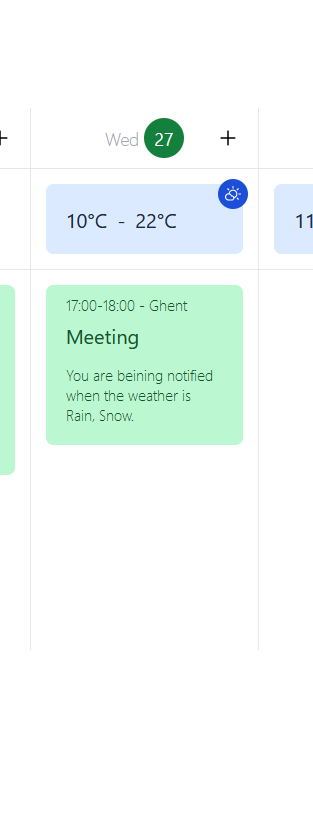 Wed 27 +
10°C - 22°C
11
17:00-18:00 - Ghent
Meeting
You are beining notified
when the weather is
Rain, Snow.